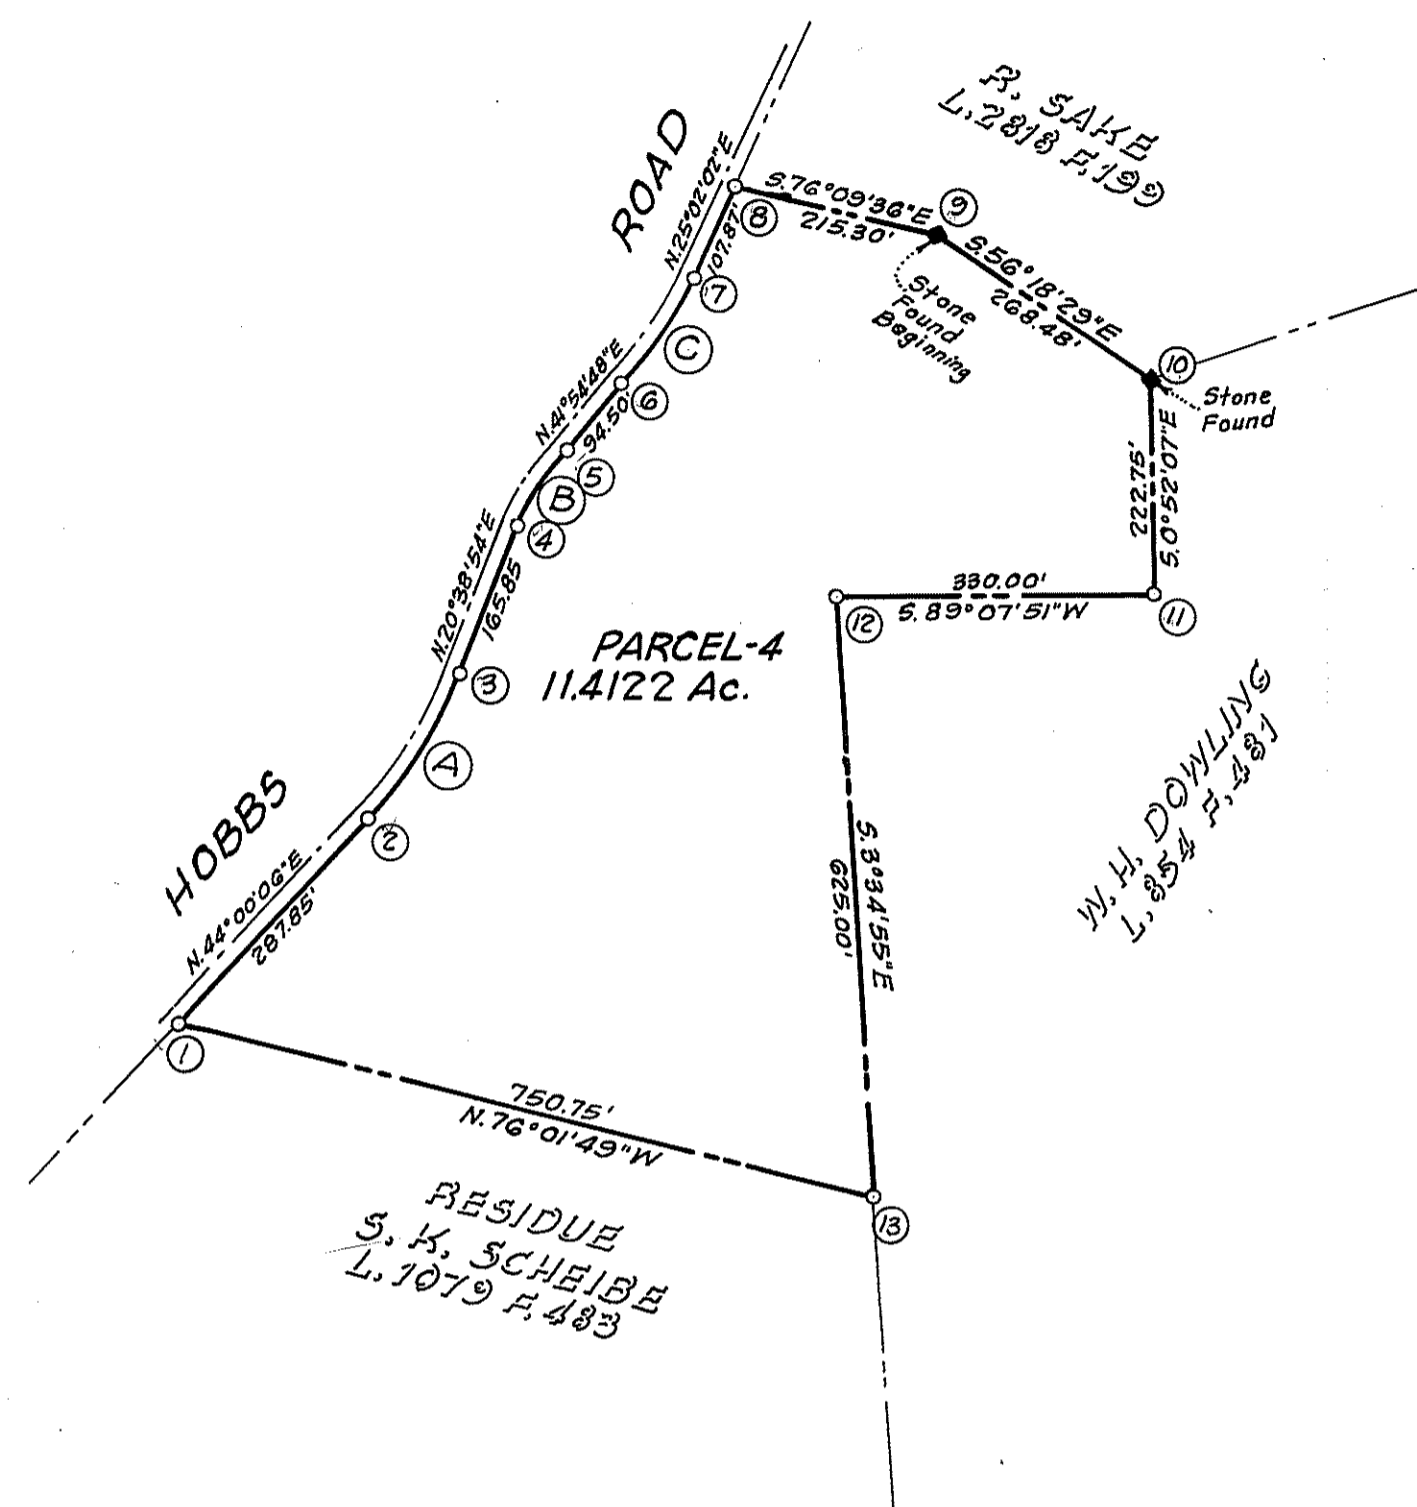 R. SAKE
L.2818 F.199
ROAD
N.25°02'02"E
107.87'
8
S.76°09'36"E
215.30'
9
S.56°18'29"E
268.48'
Stone
Found
Beginning
10
Stone
Found
7
C
N.41°54'48"E
94.50
6
5
B
4
222.75'
S.0°52'07"E
N.20°38'54"E
165.85
330.00'
S.89°07'51"W
12
11
PARCEL-4
11.4122 Ac.
3
A
W. H. DOWLING
L. 354 F. 481
HOBBS
2
N.44°00'06"E
287.85'
S.3°34'55"E
625.00'
1
750.75'
N.76°01'49"W
13
RESIDUE
S. K. SCHEIBE
L.1079 F.483